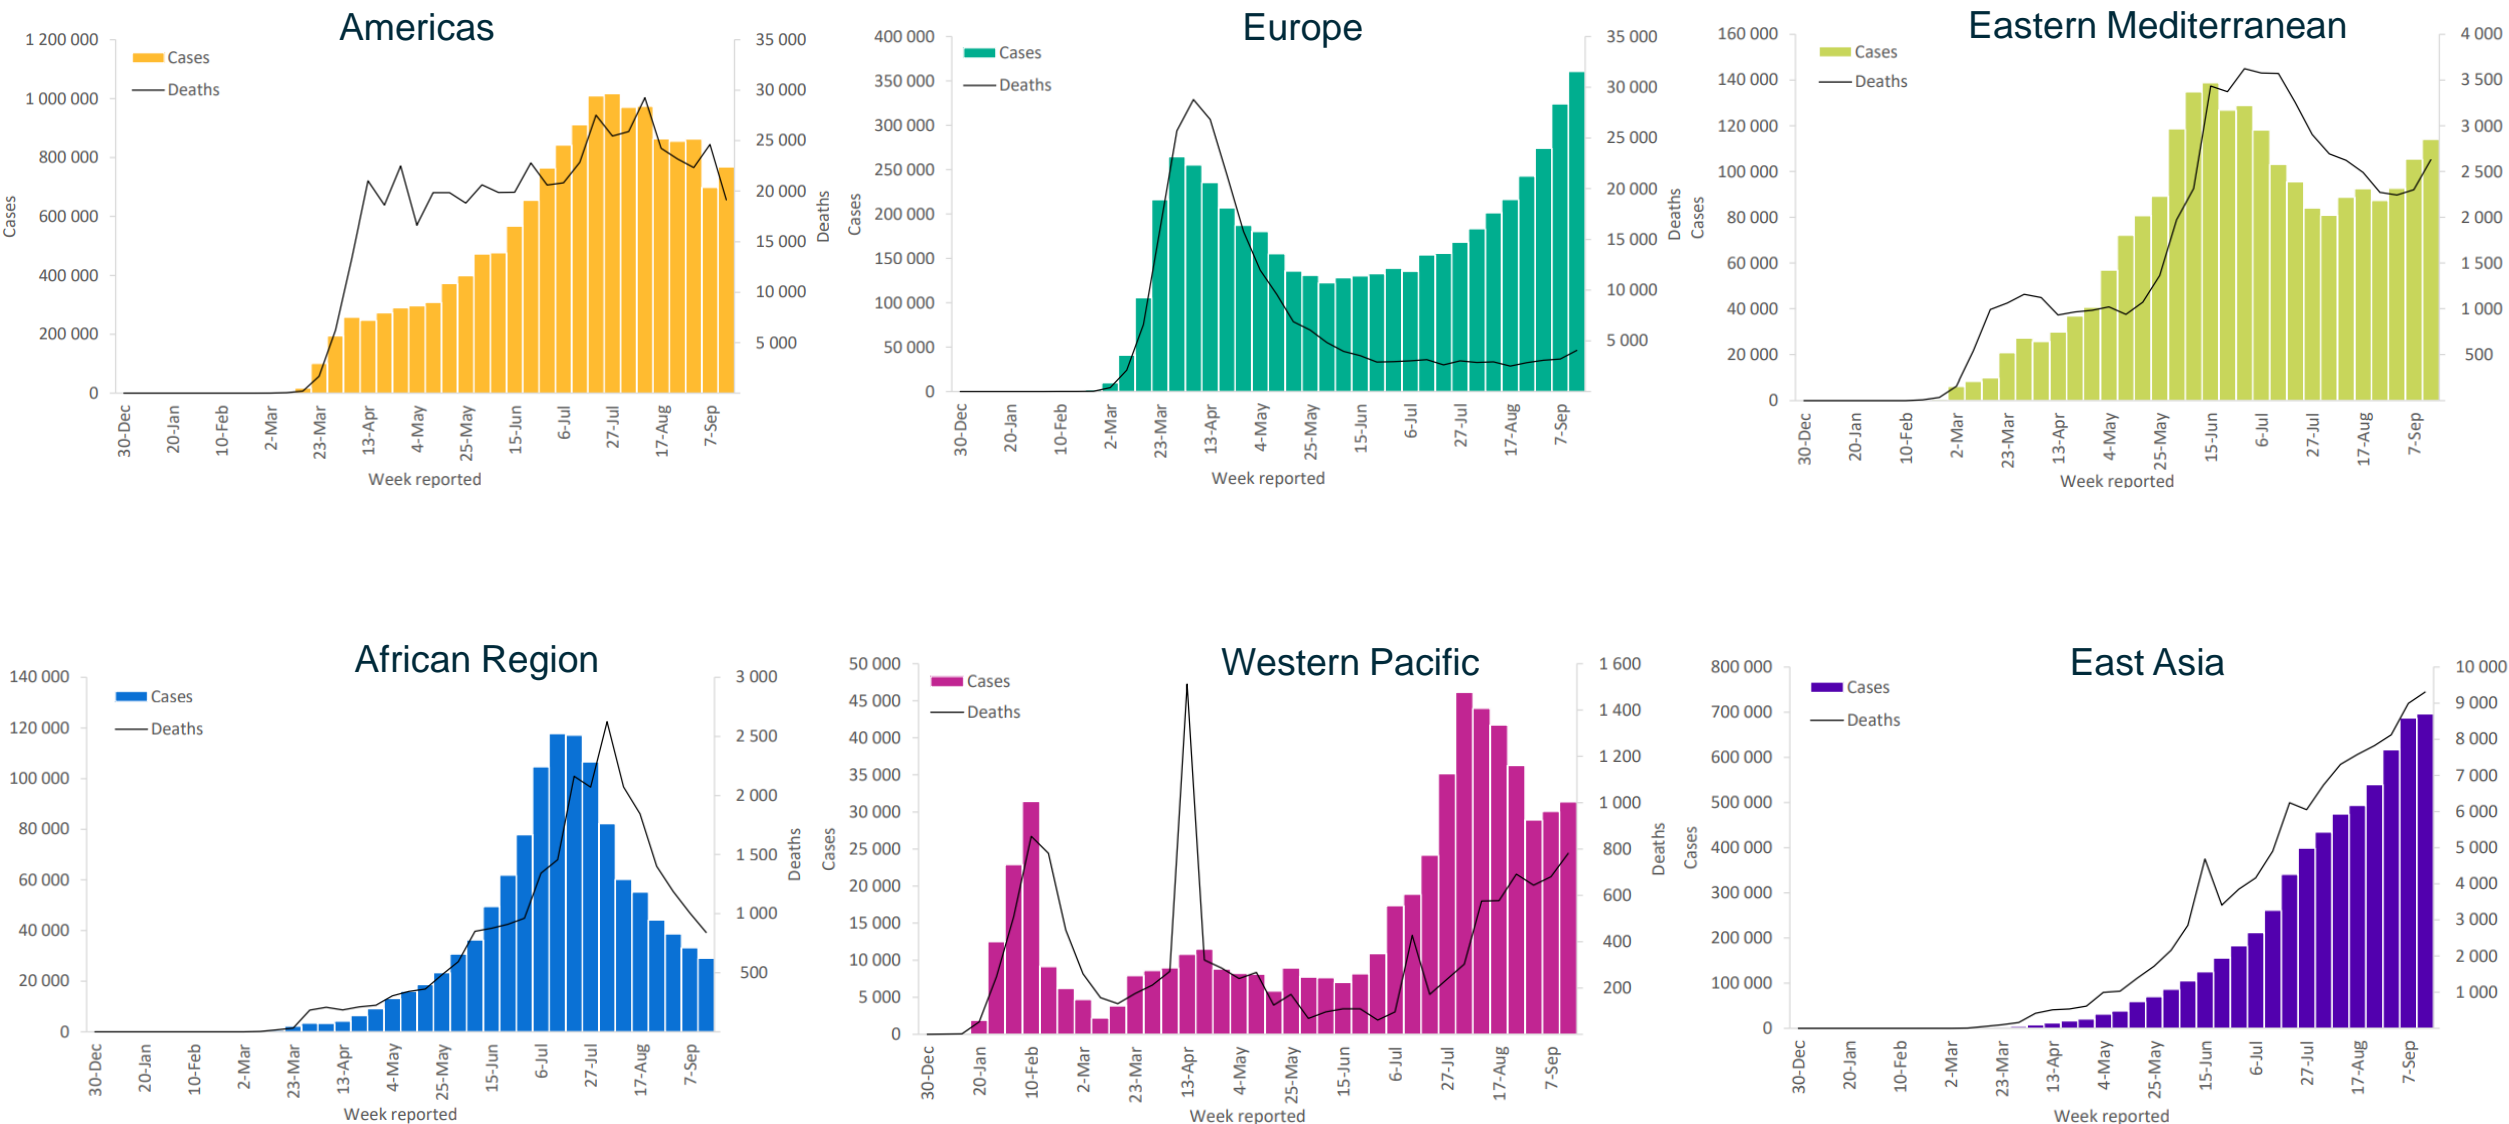 Americas
1 200 000
1 000 000
800 000
600 000
400 000
200 000
0
Cases
Cases
Deaths
35 000
30 000
25 000
20 000
15 000
10 000
5 000
Deaths
30-Dec
20-Jan
10-Feb
2-Mar
23-Mar
13-Apr
4-May
25-May
15-Jun
6-Jul
27-Jul
17-Aug
7-Sep
Week reported
Europe
400 000
350 000
300 000
250 000
200 000
150 000
100 000
50 000
0
Cases
Cases
Deaths
35 000
30 000
25 000
20 000
15 000
10 000
5 000
Deaths
30-Dec
20-Jan
10-Feb
2-Mar
23-Mar
13-Apr
4-May
25-May
15-Jun
6-Jul
27-Jul
17-Aug
7-Sep
Week reported
Eastern Mediterranean
160 000
140 000
120 000
100 000
80 000
60 000
40 000
20 000
0
Cases
Cases
Deaths
4 000
3 500
3 000
2 500
2 000
1 500
1 000
500
30-Dec
20-Jan
10-Feb
2-Mar
23-Mar
13-Apr
4-May
25-May
15-Jun
6-Jul
27-Jul
17-Aug
7-Sep
Week reported
African Region
140 000
120 000
100 000
80 000
60 000
40 000
20 000
0
Cases
Deaths
3 000
2 500
2 000
1 500
1 000
500
Deaths
30-Dec
20-Jan
10-Feb
2-Mar
23-Mar
13-Apr
4-May
25-May
15-Jun
6-Jul
27-Jul
17-Aug
7-Sep
Week reported
Western Pacific
50 000
45 000
40 000
35 000
30 000
25 000
20 000
15 000
10 000
5 000
0
Cases
Cases
Deaths
1 600
1 400
1 200
1 000
800
600
400
200
Deaths
30-Dec
20-Jan
10-Feb
2-Mar
23-Mar
13-Apr
4-May
25-May
15-Jun
6-Jul
27-Jul
17-Aug
7-Sep
Week reported
East Asia
800 000
700 000
600 000
500 000
400 000
300 000
200 000
100 000
0
Cases
Cases
Deaths
10 000
9 000
8 000
7 000
6 000
5 000
4 000
3 000
2 000
1 000
30-Dec
20-Jan
10-Feb
2-Mar
23-Mar
13-Apr
4-May
25-May
15-Jun
6-Jul
27-Jul
17-Aug
7-Sep
Week reported